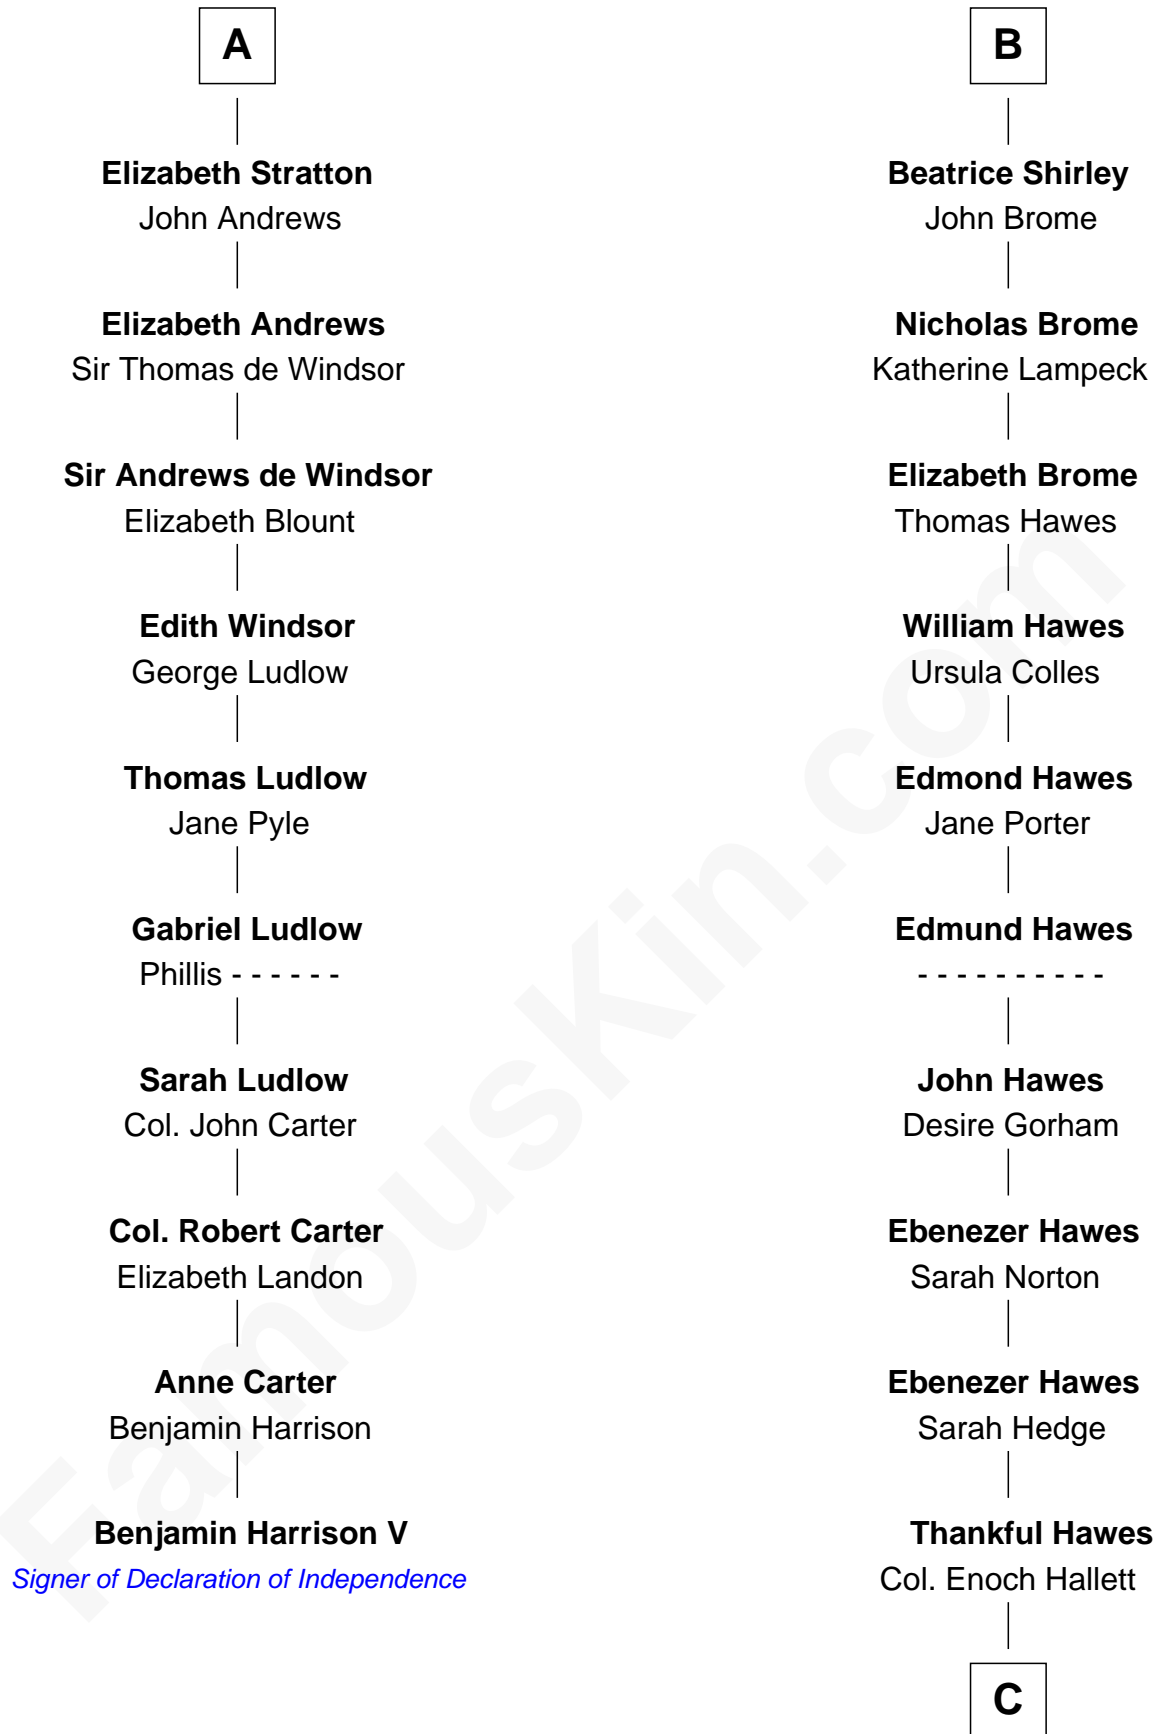 A
Elizabeth Stratton
John Andrews
Elizabeth Andrews
Sir Thomas de Windsor
Sir Andrews de Windsor
Elizabeth Blount
Edith Windsor
George Ludlow
Thomas Ludlow
Jane Pyle
Gabriel Ludlow
Phillis - - - - - -
Sarah Ludlow
Col. John Carter
Col. Robert Carter
Elizabeth Landon
Anne Carter
Benjamin Harrison
Benjamin Harrison V
Signer of Declaration of Independence
B
Beatrice Shirley
John Brome
Nicholas Brome
Katherine Lampeck
Elizabeth Brome
Thomas Hawes
William Hawes
Ursula Colles
Edmond Hawes
Jane Porter
Edmund Hawes
- - - - - - - - - -
John Hawes
Desire Gorham
Ebenezer Hawes
Sarah Norton
Ebenezer Hawes
Sarah Hedge
Thankful Hawes
Col. Enoch Hallett
C
FamousKin.com